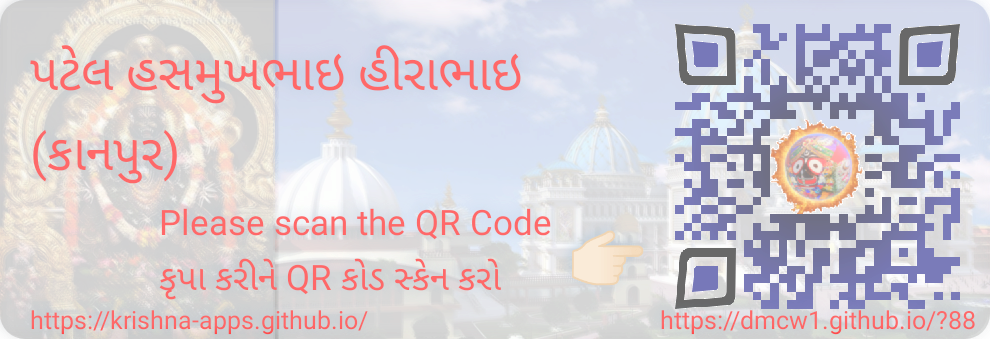 પટેલ હસમુખભાઇ હીરાભાઇ
(કાનપુર)
Please scan the QR Code
કૃપા કરીને QR કોડ સ્કેન કરો
https://krishna-apps.github.io/
https://dmcw1.github.io/?88